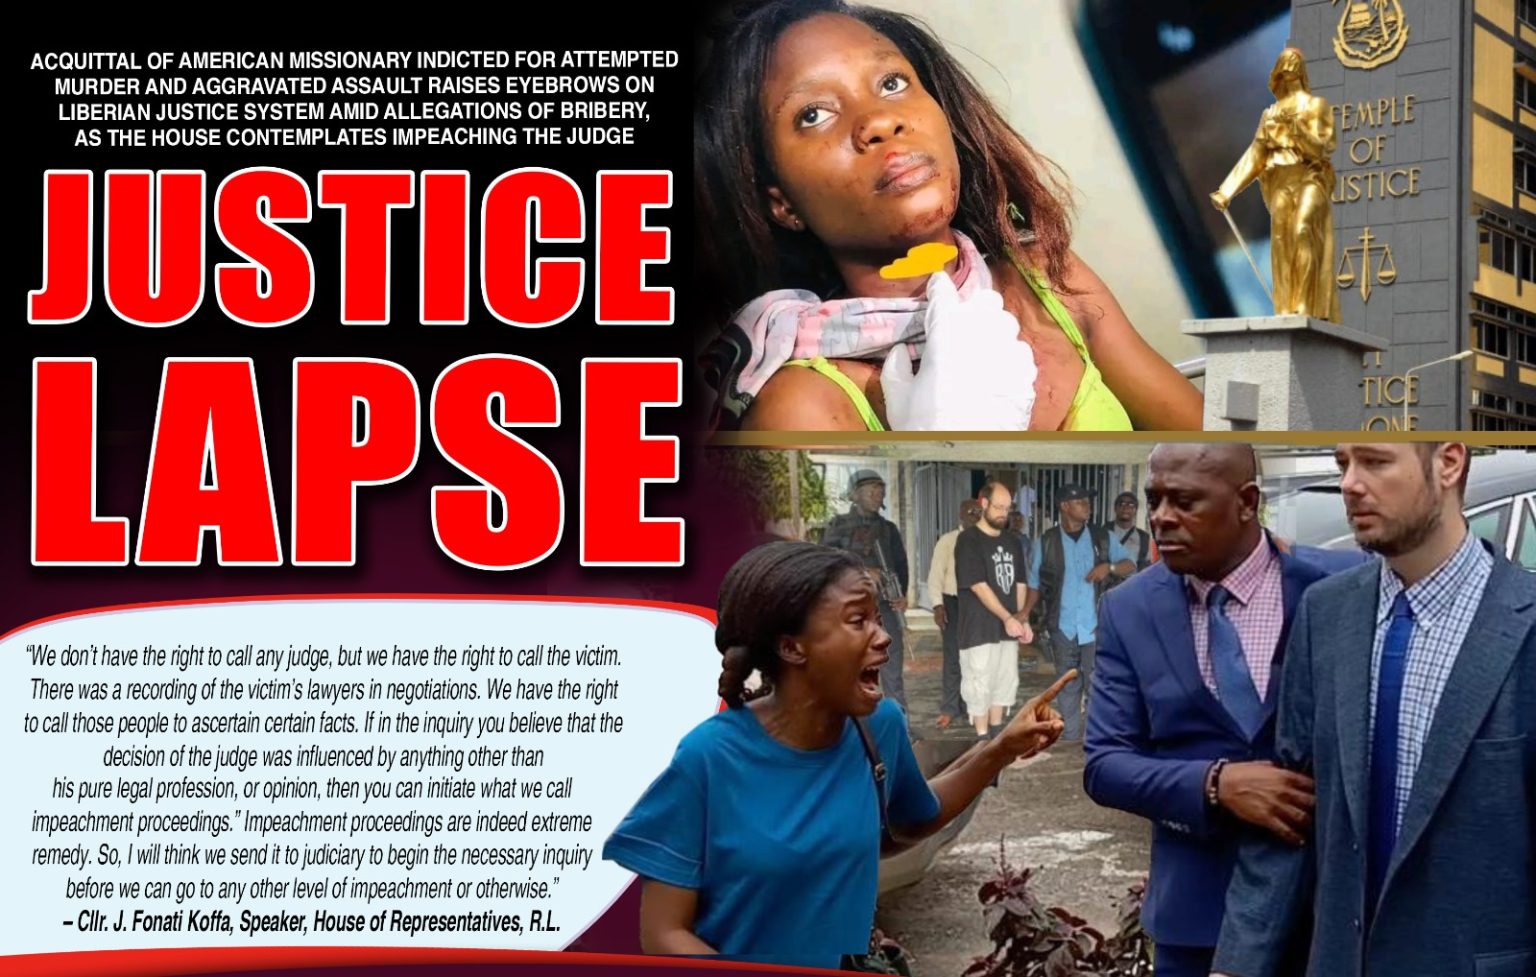 ACQUITTAL OF AMERICAN MISSIONARY INDICTED FOR ATTEMPTED
MURDER AND AGGRAVATED ASSAULT RAISES EYEBROWS ON
LIBERIAN JUSTICE SYSTEM AMID ALLEGATIONS OF BRIBERY,
AS THE HOUSE CONTEMPLATES IMPEACHING THE JUDGE
JUSTICE
LAPSE
“We don’t have the right to call any judge, but we have the right to call the victim.
There was a recording of the victim’s lawyers in negotiations. We have the right
to call those people to ascertain certain facts. If in the inquiry you believe that the
decision of the judge was influenced by anything other than
his pure legal profession, or opinion, then you can initiate what we call
impeachment proceedings.” Impeachment proceedings are indeed extreme
remedy. So, I will think we send it to judiciary to begin the necessary inquiry
before we can go to any other level of impeachment or otherwise.”
– Cllr. J. Fonati Koffa, Speaker, House of Representatives, R.L.
EMPLE
OF
USTICE
TICE